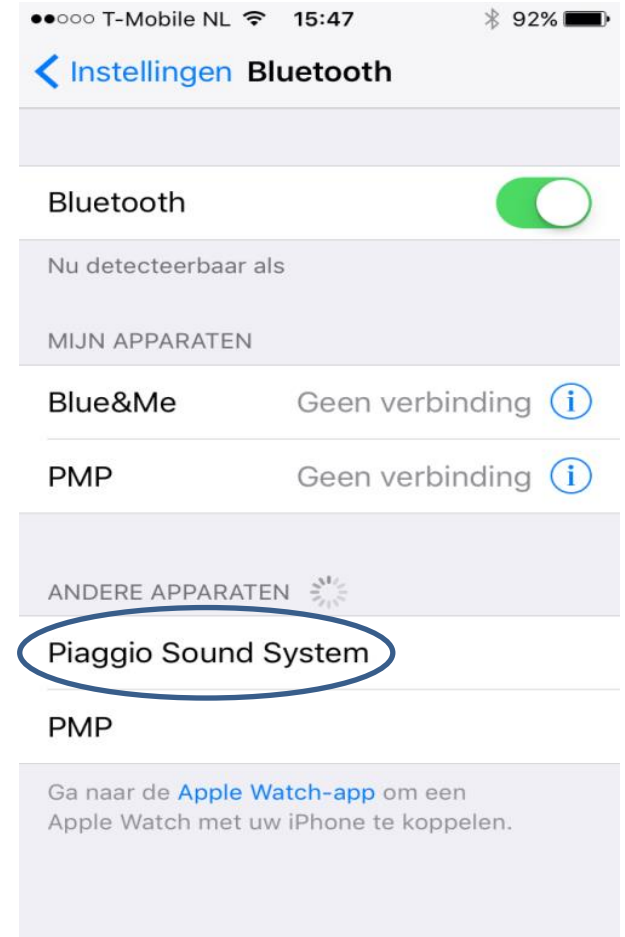 ●●○○○ T-Mobile NL 15:47 92%
Instellingen Bluetooth
Bluetooth
Nu detecteerbaar als
MIJN APPARATEN
Blue&Me Geen verbinding i
PMP Geen verbinding i
ANDERE APPARATEN
Piaggio Sound System
PMP
Ga naar de Apple Watch-app om een
Apple Watch met uw iPhone te koppelen.